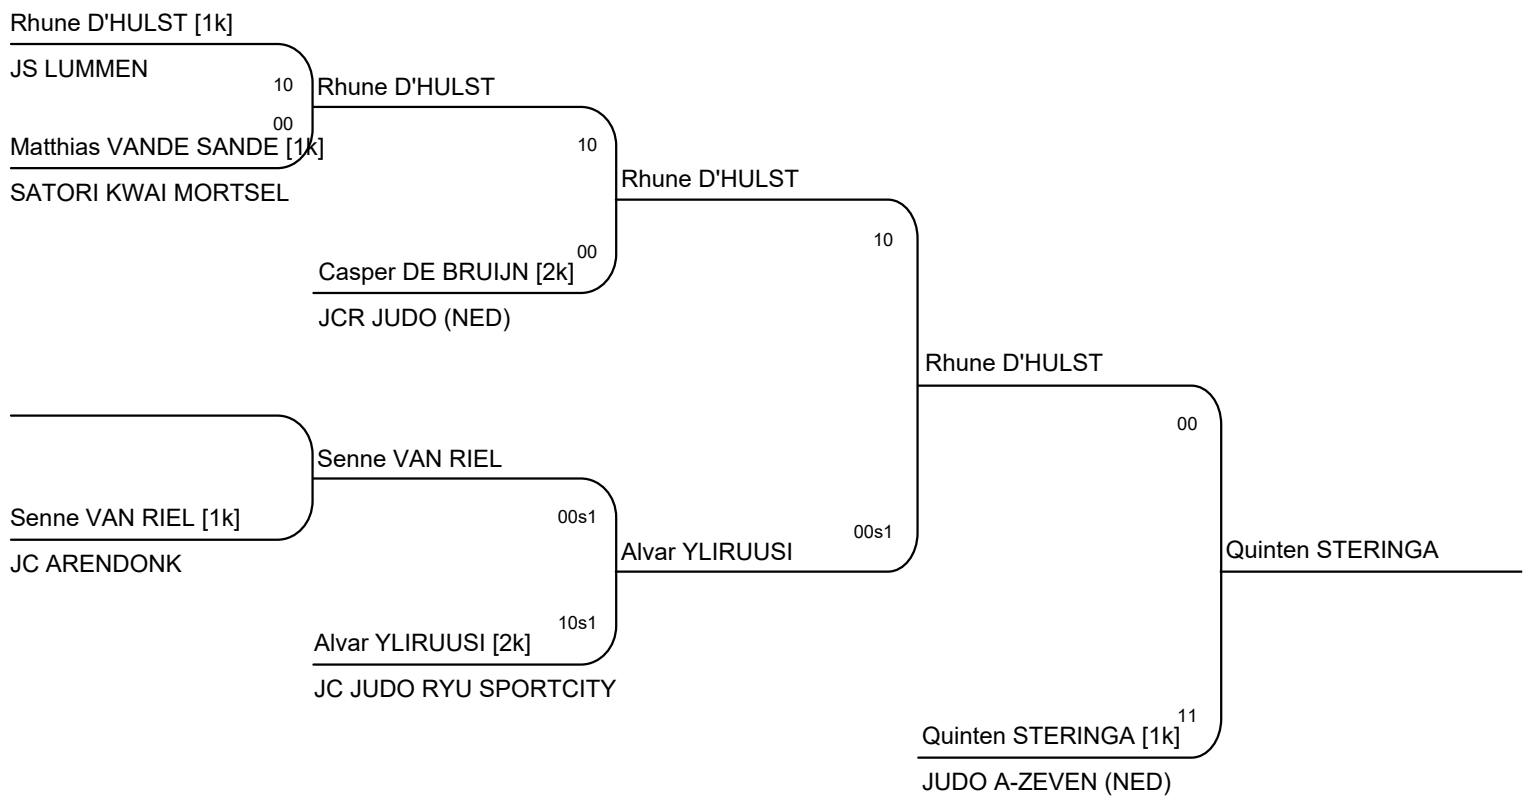 Rhune D'HULST [1k]
JS LUMMEN
10
Rhune D'HULST
00
Matthias VANDE SANDE [1k]
SATORI KWAI MORTSEL
10
Rhune D'HULST
00
Casper DE BRUIJN [2k]
JCR JUDO (NED)
10
Rhune D'HULST
00
Senne VAN RIEL
Senne VAN RIEL [1k]
JC ARENDONK
00s1
Alvar YLIRUUSI
00s1
10s1
Alvar YLIRUUSI [2k]
JC JUDO RYU SPORTCITY
Quinten STERINGA
11
Quinten STERINGA [1k]
JUDO A-ZEVEN (NED)